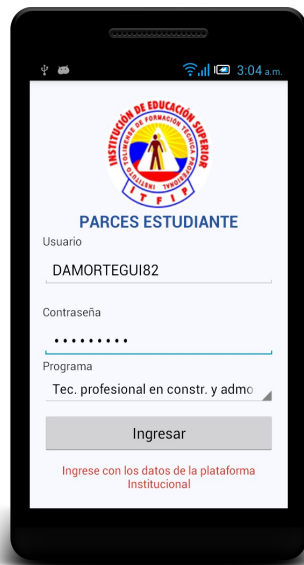 3:04 a.m.
INSTITUCIÓN DE EDUCACIÓN SUPERIOR
INSTITUTO TOLIMENSE DE FORMACIÓN TÉCNICA PROFESIONAL
ITFIP
PARCES ESTUDIANTE
Usuario
DAMORTEGUI82
Contraseña
•••••••••
Programa
Tec. profesional en constr. y admo
Ingresar
Ingrese con los datos de la plataforma
Institucional